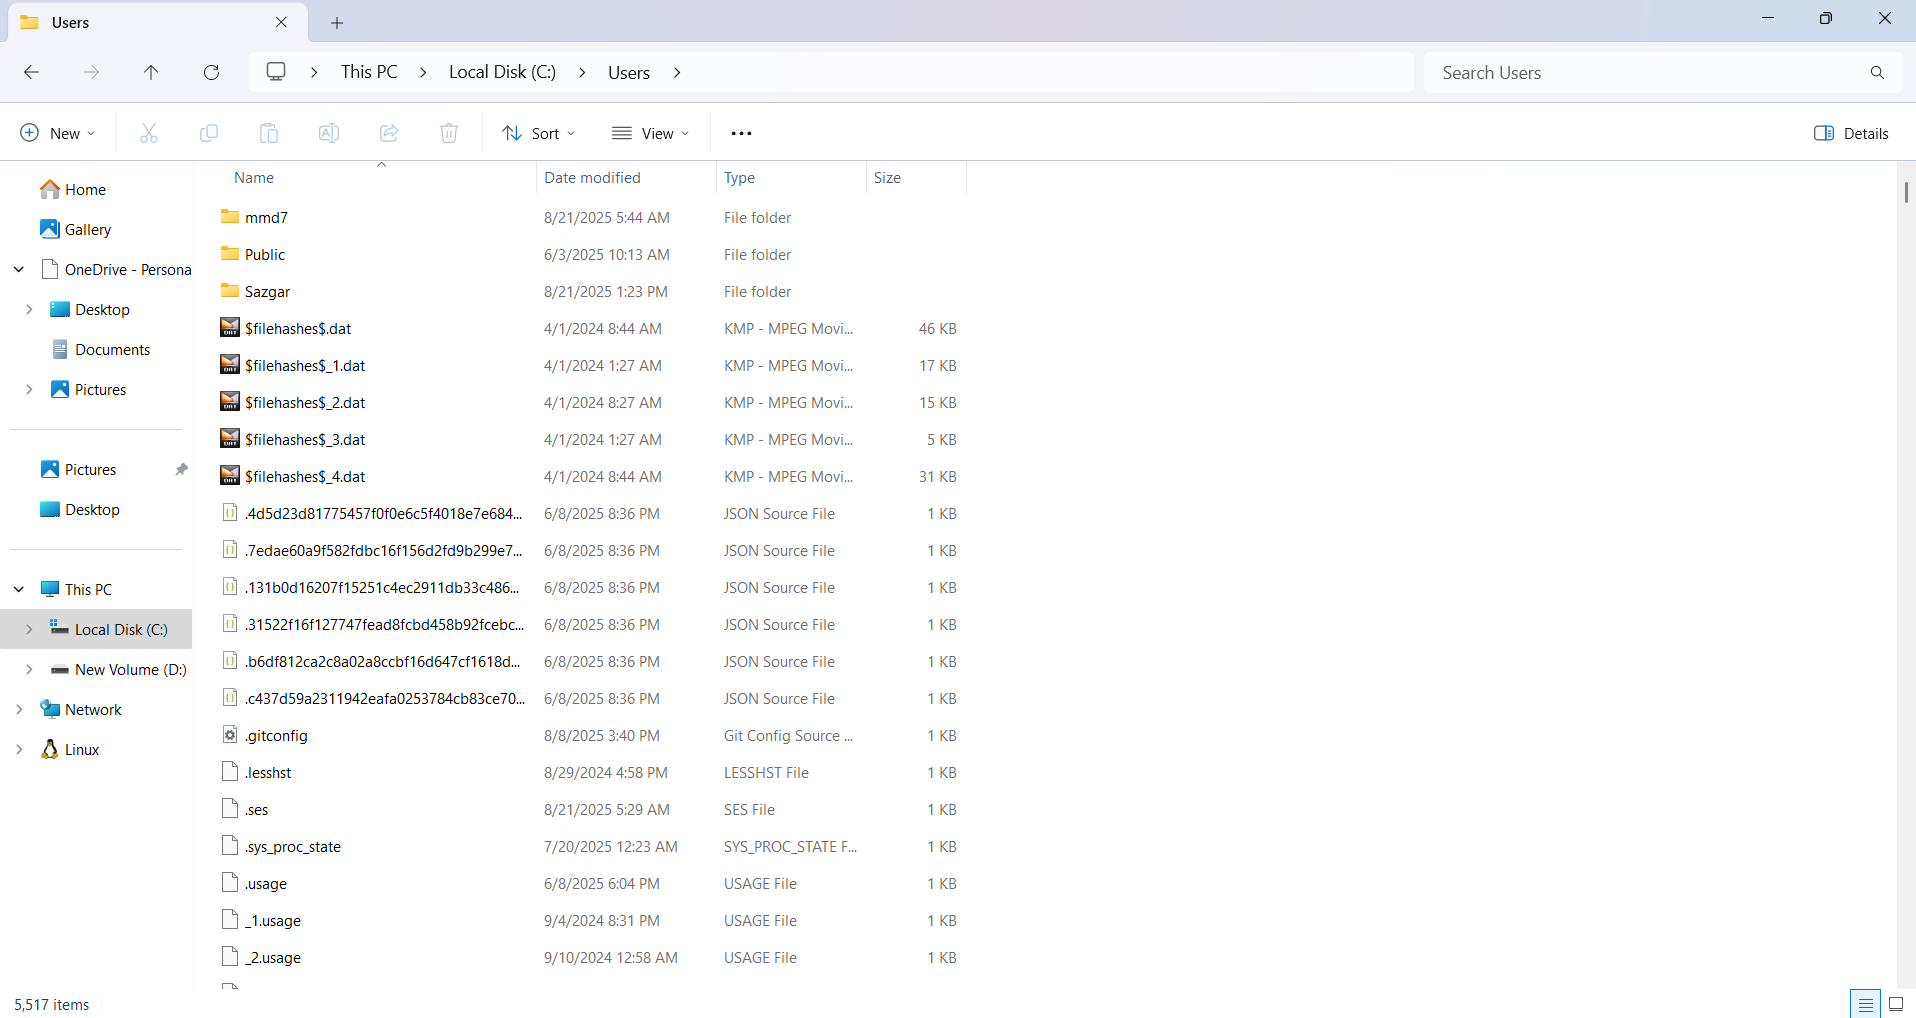 Users
This PC
Local Disk (C:)
Users
Search Users
New
Sort
View
Details
Name Date modified Type Size
Home
Gallery
OneDrive - Persona
Desktop
Documents
Pictures
Pictures
Desktop
This PC
Local Disk (C:)
New Volume (D:)
Network
Linux
mmd7 8/21/2025 5:44 AM File folder
Public 6/3/2025 10:13 AM File folder
Sazgar 8/21/2025 1:23 PM File folder
$filehashes$.dat 4/1/2024 8:44 AM KMP - MPEG Movi... 46 KB
$filehashes$_1.dat 4/1/2024 1:27 AM KMP - MPEG Movi... 17 KB
$filehashes$_2.dat 4/1/2024 8:27 AM KMP - MPEG Movi... 15 KB
$filehashes$_3.dat 4/1/2024 1:27 AM KMP - MPEG Movi... 5 KB
$filehashes$_4.dat 4/1/2024 8:44 AM KMP - MPEG Movi... 31 KB
.4d5d23d81775457f0f0e6c5f4018e7e684... 6/8/2025 8:36 PM JSON Source File 1 KB
.7edae60a9f582fdbc16f156d2fd9b299e7... 6/8/2025 8:36 PM JSON Source File 1 KB
.131b0d16207f15251c4ec2911db33c486... 6/8/2025 8:36 PM JSON Source File 1 KB
.31522f16f127747fead8fcbd458b92fcebc... 6/8/2025 8:36 PM JSON Source File 1 KB
.b6df812ca2c8a02a8ccbf16d647cf1618d... 6/8/2025 8:36 PM JSON Source File 1 KB
.c437d59a2311942eafa0253784cb83ce70... 6/8/2025 8:36 PM JSON Source File 1 KB
.gitconfig 8/8/2025 3:40 PM Git Config Source ... 1 KB
.lesshst 8/29/2024 4:58 PM LESSHST File 1 KB
.ses 8/21/2025 5:29 AM SES File 1 KB
.sys_proc_state 7/20/2025 12:23 AM SYS_PROC_STATE F... 1 KB
.usage 6/8/2025 6:04 PM USAGE File 1 KB
_1.usage 9/4/2024 8:31 PM USAGE File 1 KB
_2.usage 9/10/2024 12:58 AM USAGE File 1 KB
5,517 items